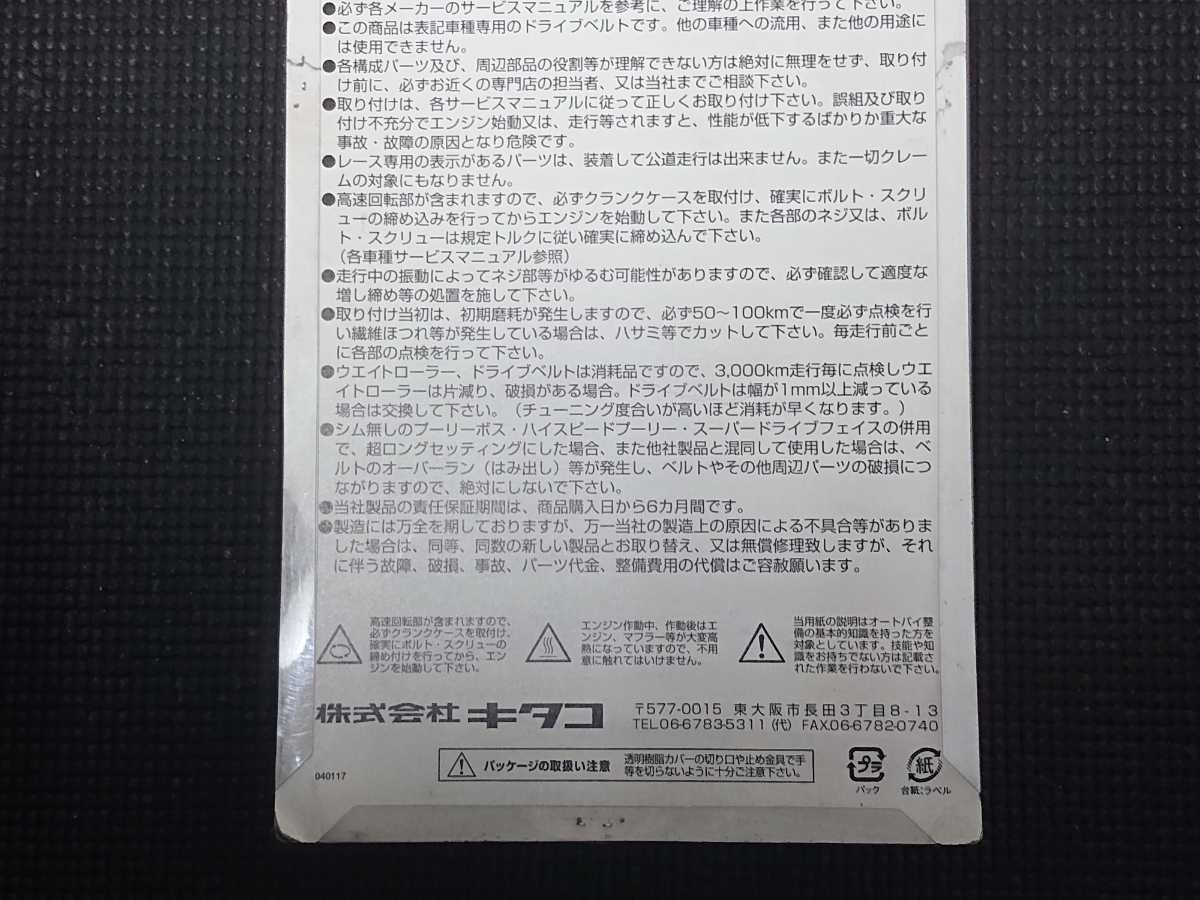 ●必ず各メーカーのサービスマニュアルを参考に、ご理解の上作業を行って下さい。
●この商品は表記車種専用のドライブベルトです。他の車種への流用、また他の用途に
は使用できません。
●各構成パーツ及び、周辺部品の役割等が理解できない方は絶対に無理をせず、取り付
け前に、必ずお近くの専門店の担当者、又は当社までご相談下さい。
●取り付けは、各サービスマニュアルに従って正しくお取り付け下さい。誤組及び取り
付け不充分でエンジン始動又は、走行等されますと、性能が低下するばかりか重大な
事故・故障の原因となり危険です。
●レース専用の表示があるパーツは、装着して公道走行は出来ません。また一切クレー
ムの対象にもなりません。
●高速回転部が含まれますので、必ずクランクケースを取付け、確実にボルト・スクリ
ューの締め込みを行ってからエンジンを始動して下さい。また各部のネジ又は、ボル
ト・スクリューは規定トルクに従い確実に締め込んで下さい。
（各車種サービスマニュアル参照）
●走行中の振動によってネジ部等がゆるむ可能性がありますので、必ず確認して適度な
増し締め等の処置を施して下さい。
●取り付け当初は、初期磨耗が発生しますので、必ず50〜100kmで一度必ず点検を行
い繊維ほつれ等が発生している場合は、ハサミ等でカットして下さい。毎走行前ごと
に各部の点検を行って下さい。
●ウエイトローラー、ドライブベルトは消耗品ですので、3,000km走行毎に点検しウエ
イトローラーは片減り、破損がある場合。ドライブベルトは幅が1mm以上減っている
場合は交換して下さい。（チューニング度合いが高いほど消耗が早くなります。）
●シム無しのプーリーボス・ハイスピードプーリー・スーパードライブフェイスの併用
で、超ロングセッティングにした場合、また他社製品と混同して使用した場合は、ベ
ルトのオーバーラン（はみ出し）等が発生し、ベルトやその他周辺パーツの破損につ
ながりますので、絶対にしないで下さい。
●当社製品の責任保証期間は、商品購入日から6カ月間です。
●製造には万全を期しておりますが、万一当社の製造上の原因による不具合等がありま
した場合は、同等、同数の新しい製品とお取り替え、又は無償修理致しますが、それ
に伴う故障、破損、事故、パーツ代金、整備費用の代償はご容赦願います。
高速回転部が含まれますので、
必ずクランクケースを取付け、
確実にボルト・スクリューの
締め付けを行ってから、エン
ジンを始動して下さい。
エンジン作動中、作動後はエ
ンジン、マフラー等が大変高
熱になっていますので、不用
意に触れてはいけません。
当用紙の説明はオートバイ整
備の基本的知識を持った方を
対象としています。技能や知
識をお持ちでない方は記載さ
れた作業を行わないで下さい。
株式会社 キタコ
〒577-0015 東大阪市長田3丁目8-13
TEL06-6783-5311(代) FAX.06-6782-0740
パッケージの取扱い注意
透明樹脂カバーの切り口や止め金具で手
等を切らないように十分ご注意下さい。
プラ
パック
紙
台紙:ラベル
040117